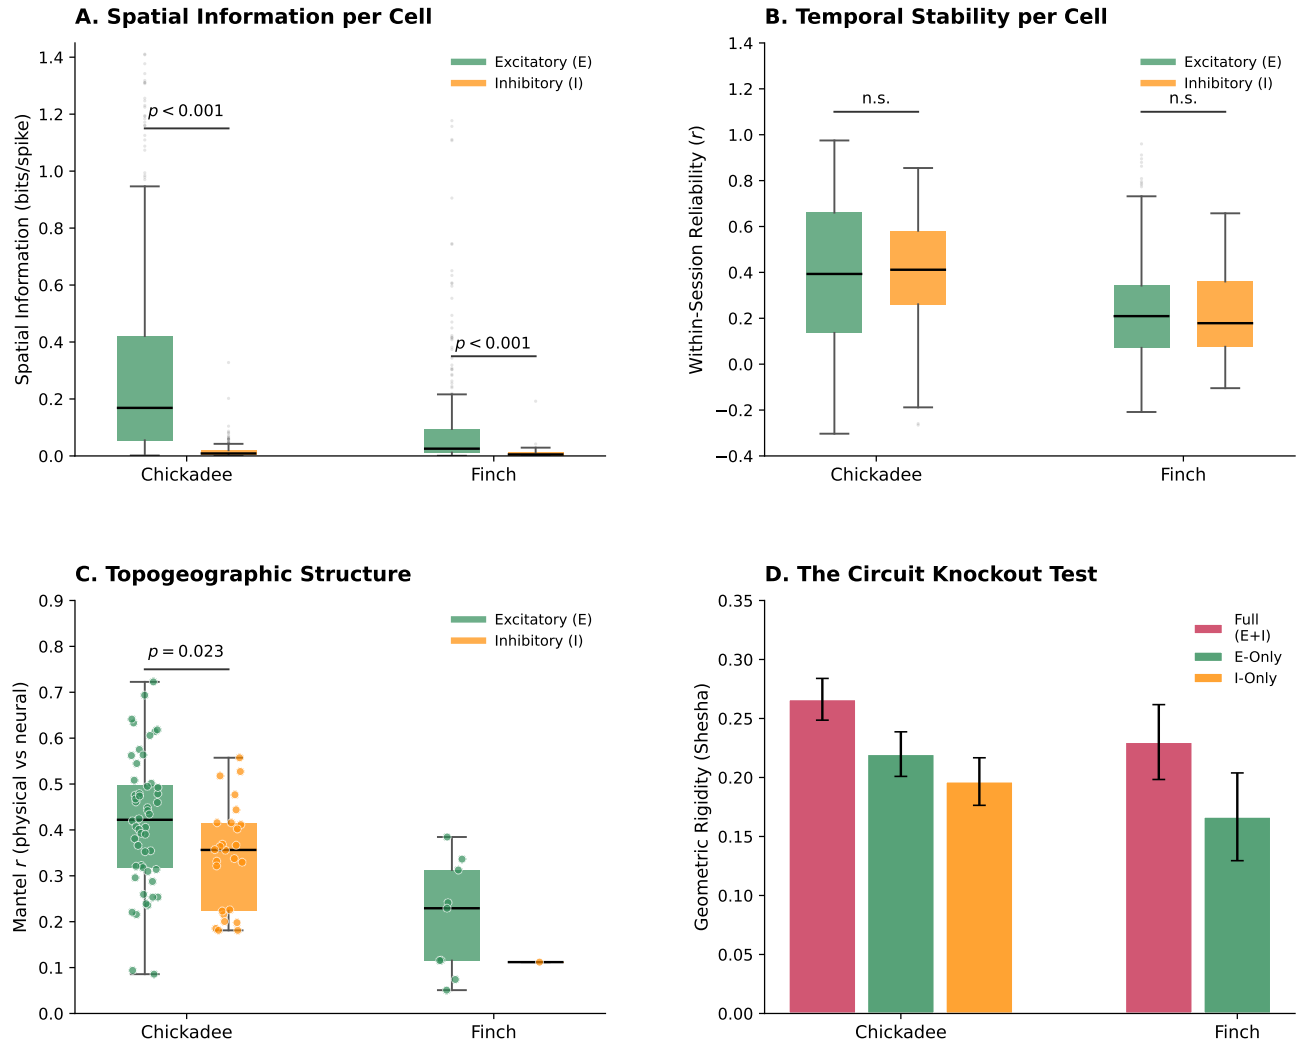 A. Spatial Information per Cell
Spatial Information (bits/spike)
1.4
1.2
1.0
0.8
0.6
0.4
0.2
0.0
Excitatory (E)
Inhibitory (I)
p < 0.001
p < 0.001
Chickadee
Finch
B. Temporal Stability per Cell
Within-Session Reliability (r)
1.4
1.2
1.0
0.8
0.6
0.4
0.2
0.0
−0.2
−0.4
Excitatory (E)
Inhibitory (I)
n.s.
n.s.
Chickadee
Finch
C. Topogeographic Structure
Mantel r (physical vs neural)
0.9
0.8
0.7
0.6
0.5
0.4
0.3
0.2
0.1
0.0
Excitatory (E)
Inhibitory (I)
p = 0.023
Chickadee
Finch
D. The Circuit Knockout Test
Geometric Rigidity (Shesha)
0.35
0.30
0.25
0.20
0.15
0.10
0.05
0.00
Full
(E+I)
E-Only
I-Only
Chickadee
Finch